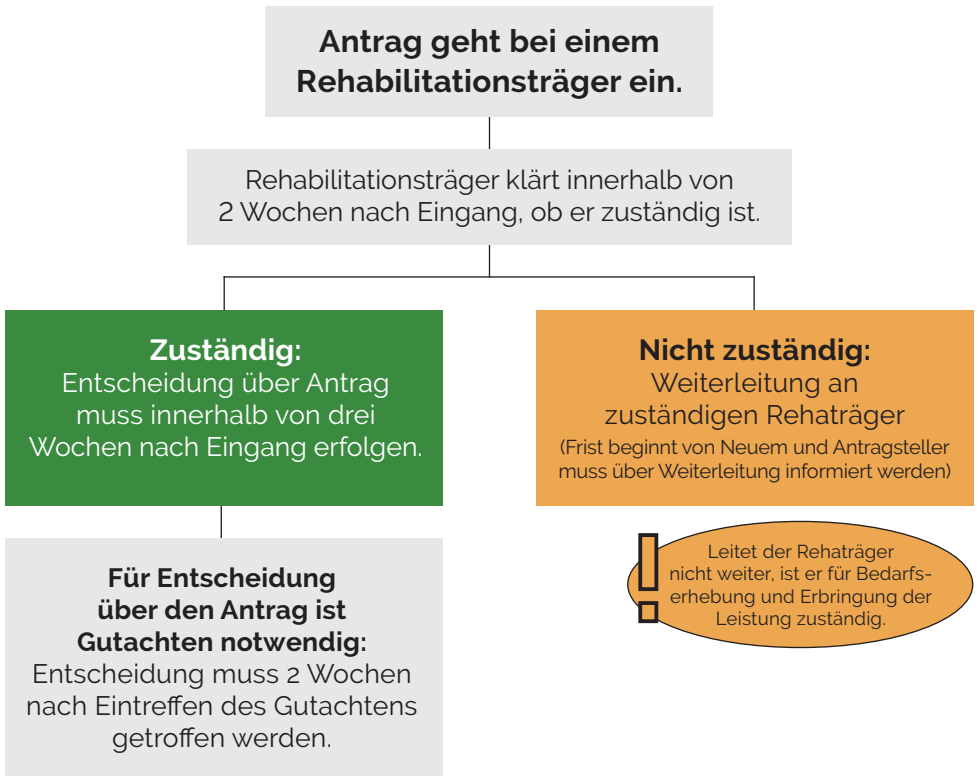 Antrag geht bei einem
Rehabilitationsträger ein.
Rehabilitationsträger klärt innerhalb von
2 Wochen nach Eingang, ob er zuständig ist.
Zuständig:
Entscheidung über Antrag
muss innerhalb von drei
Wochen nach Eingang erfolgen.
Nicht zuständig:
Weiterleitung an
zuständigen Rehaträger
(Frist beginnt von Neuem und Antragsteller
muss über Weiterleitung informiert werden)
Für Entscheidung
über den Antrag ist
Gutachten notwendig:
Entscheidung muss 2 Wochen
nach Eintreffen des Gutachtens
getroffen werden.
!
Leitet der Rehaträger
nicht weiter, ist er für Bedarfs-
erhebung und Erbringung der
Leistung zuständig.